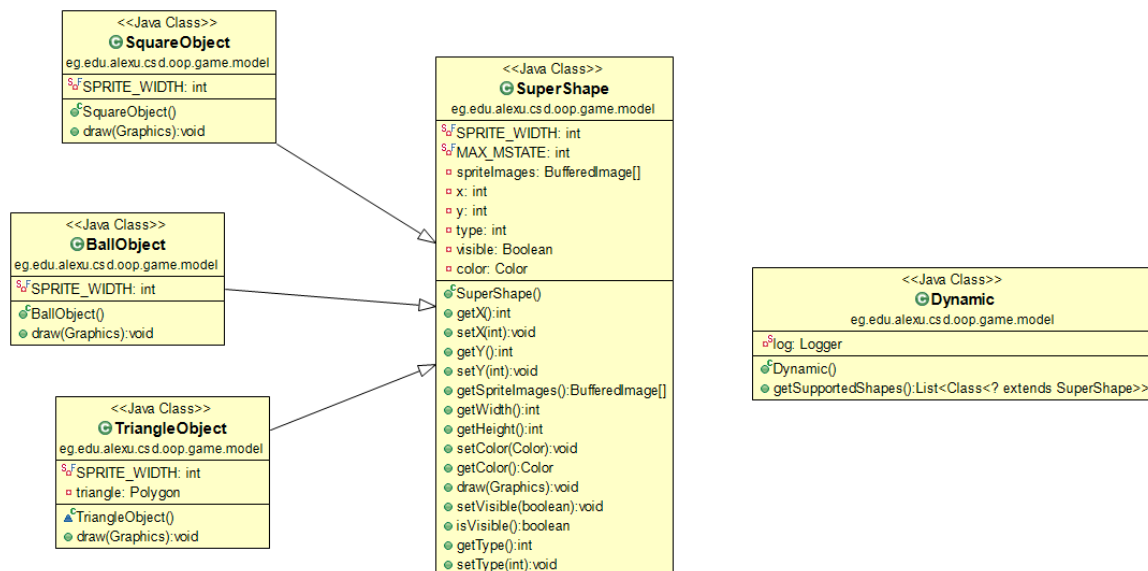 <<Java Class>>
SquareObject
eg.edu.alexu.csd.oop.game.model
SPRITE_WIDTH: int
SquareObject()
draw(Graphics):void
<<Java Class>>
BallObject
eg.edu.alexu.csd.oop.game.model
SPRITE_WIDTH: int
BallObject()
draw(Graphics):void
<<Java Class>>
TriangleObject
eg.edu.alexu.csd.oop.game.model
SPRITE_WIDTH: int
triangle: Polygon
TriangleObject()
draw(Graphics):void
<<Java Class>>
SuperShape
eg.edu.alexu.csd.oop.game.model
SPRITE_WIDTH: int
MAX_MSTATE: int
spriteImages: BufferedImage[]
x: int
y: int
type: int
visible: Boolean
color: Color
SuperShape()
getX():int
setX(int):void
getY():int
setY(int):void
getSpriteImages():BufferedImage[]
getWidth():int
getHeight():int
setColor(Color):void
getColor():Color
draw(Graphics):void
setVisible(boolean):void
isVisible():boolean
getType():int
setType(int):void
<<Java Class>>
Dynamic
eg.edu.alexu.csd.oop.game.model
log: Logger
Dynamic()
getSupportedShapes():List<Class<? extends SuperShape>>